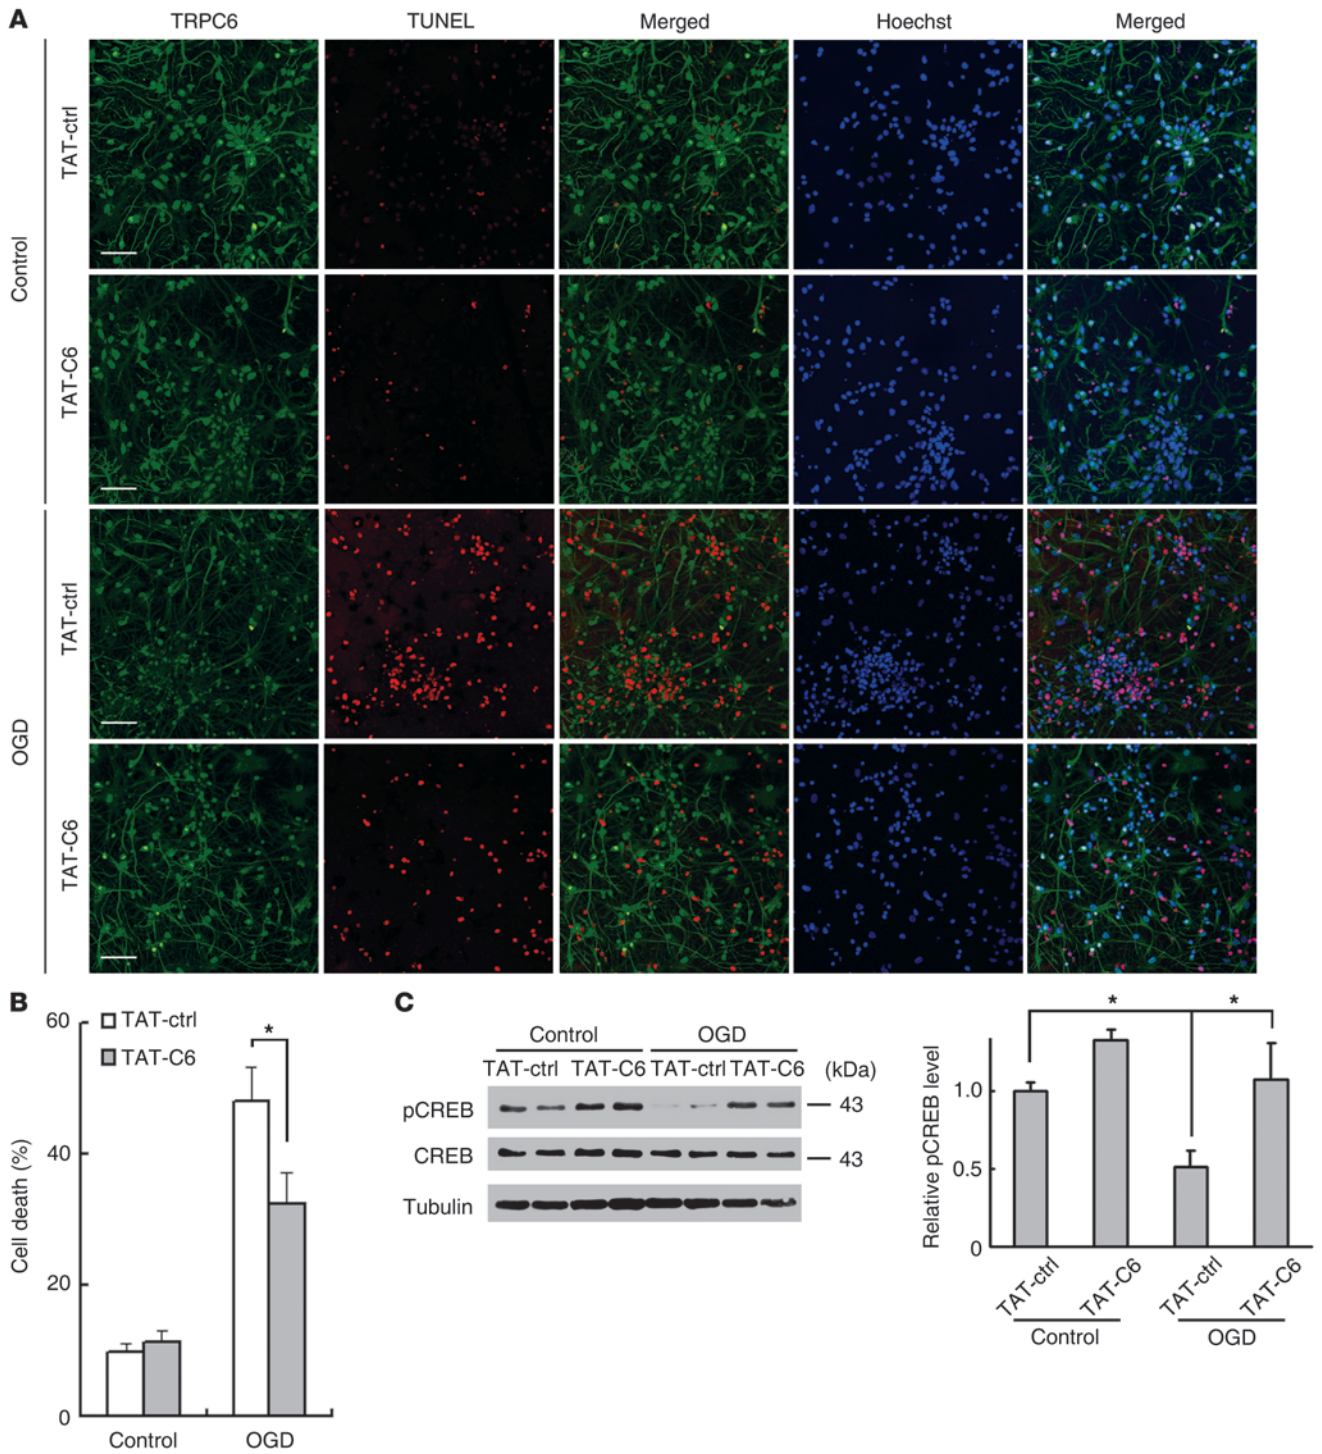 A
TRPC6 TUNEL Merged Hoechst Merged
Control
TAT-ctrl
TAT-C6
OGD
TAT-ctrl
TAT-C6
B
60
40
20
0
Cell death (%)
TAT-ctrl
TAT-C6
*
Control OGD
C
Control OGD
TAT-ctrl TAT-C6 TAT-ctrl TAT-C6 (kDa)
pCREB 43
CREB 43
Tubulin
* *
Relative pCREB level
1.0
0.5
0
TAT-ctrl TAT-C6 TAT-ctrl TAT-C6
Control OGD